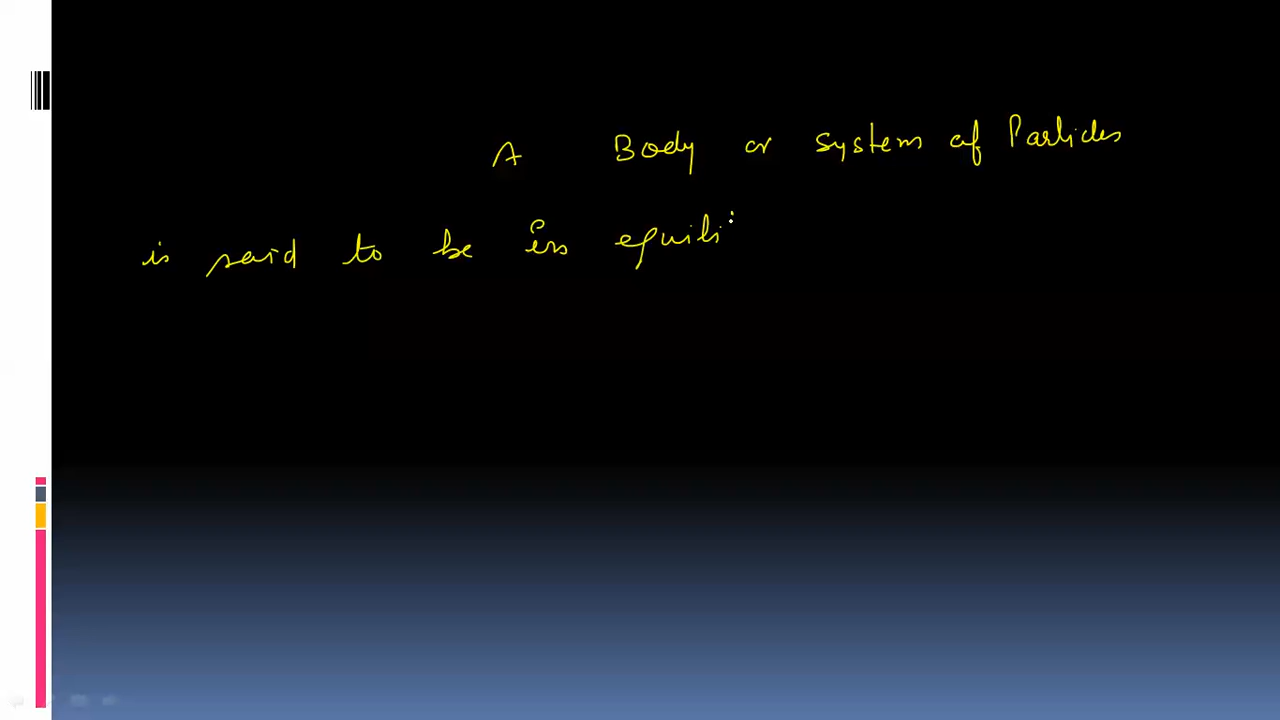 A Body or system of Particles
is said to be in equili